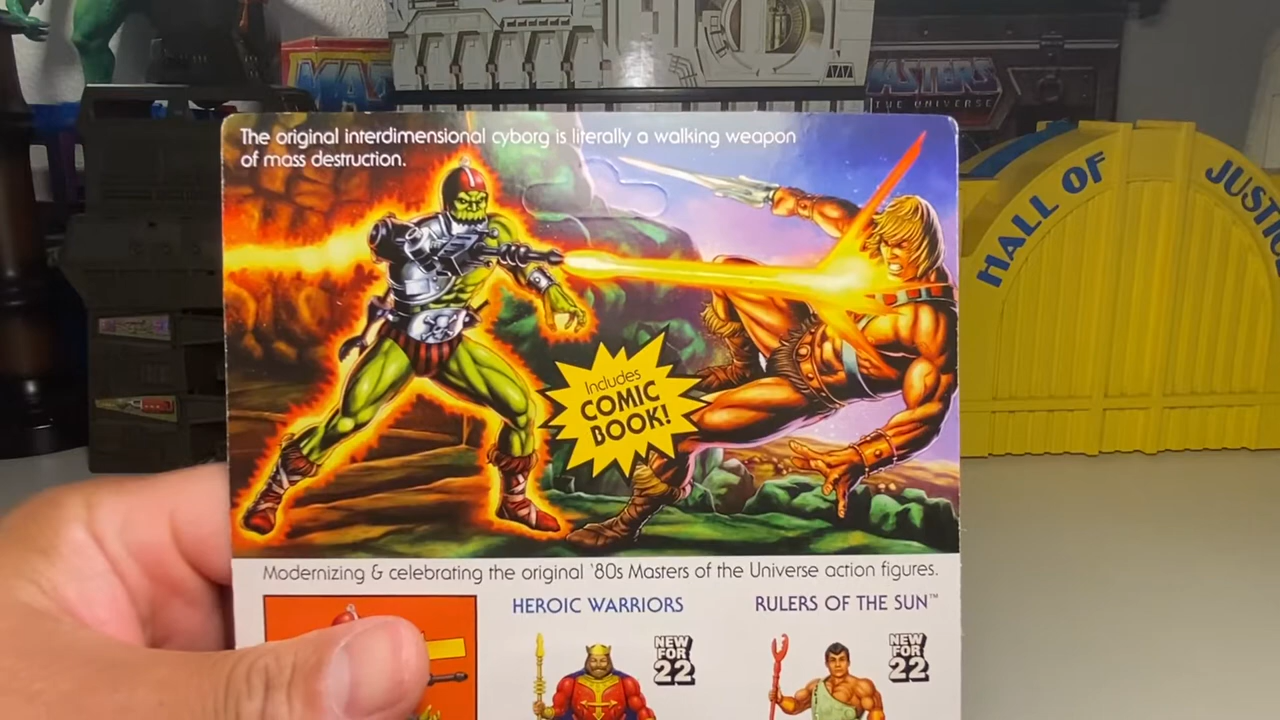 MA
MASTERS
THE UNIVERSE
HALL OF
JUSTIC
The original interdimensional cyborg is literally a walking weapon
of mass destruction.
Includes
COMIC
BOOK!
Modernizing & celebrating the original '80s Masters of the Universe action figures.
HEROIC WARRIORS
RULERS OF THE SUN™
NEW
FOR
22
NEW
FOR
22